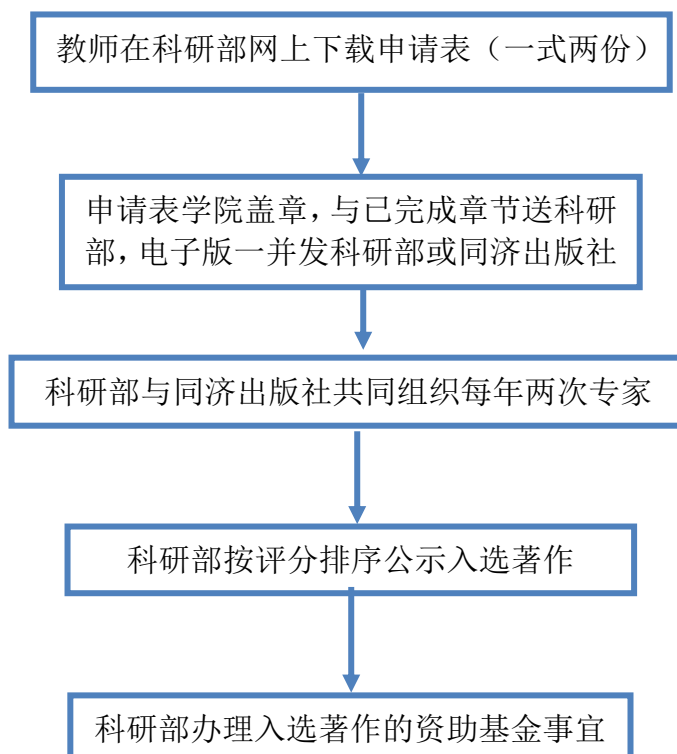 教师在科研部网上下载申请表（一式两份）
申请表学院盖章,与已完成章节送科研
部,电子版一并发科研部或同济出版社
科研部与同济出版社共同组织每年两次专家
科研部按评分排序公示入选著作
科研部办理入选著作的资助基金事宜